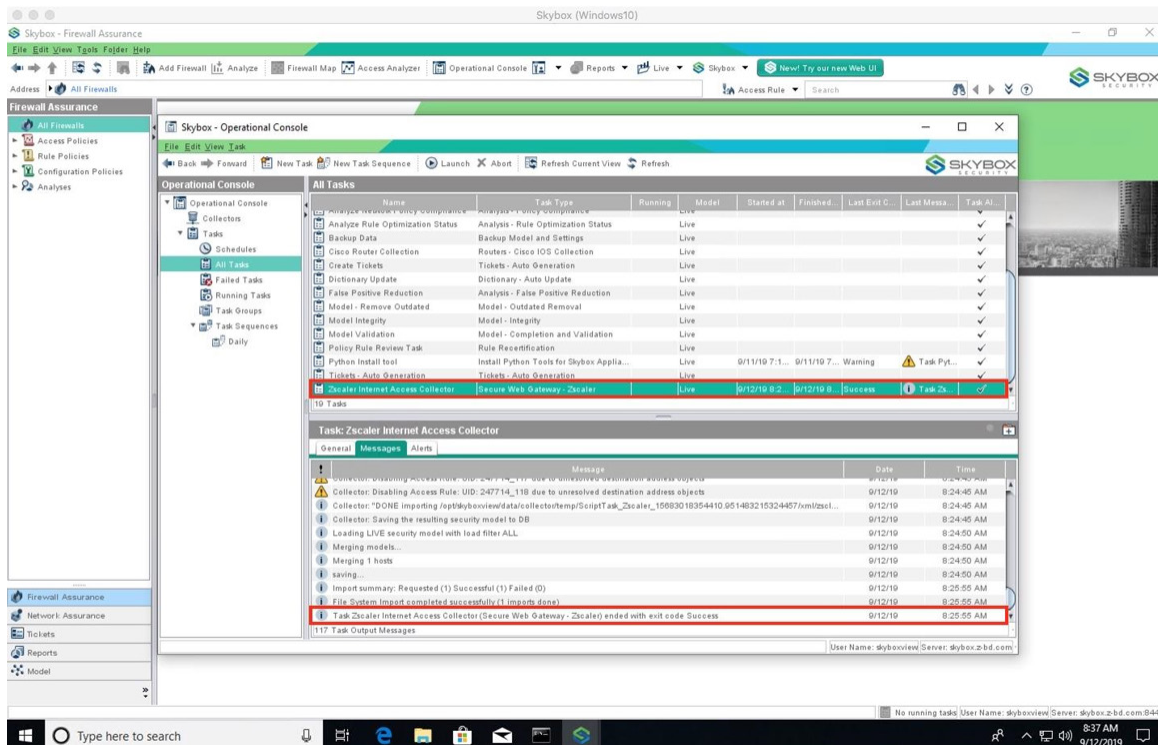 Skybox (Windows10)
Skybox - Firewall Assurance
File Edit View Tools Folder Help
Add Firewall Analyze Firewall Map Access Analyzer Operational Console Reports Live Skybox New! Try our new Web UI
Address All Firewalls Access Rule Search
SKYBOX
SECURITY
Firewall Assurance
All Firewalls
Access Policies
Rule Policies
Configuration Policies
Analyses
Skybox - Operational Console
File Edit View Task
Back Forward New Task New Task Sequence Launch Abort Refresh Current View Refresh
SKYBOX
SECURITY
Operational Console
Operational Console
Collectors
Tasks
Schedules
All Tasks
Failed Tasks
Running Tasks
Task Groups
Task Sequences
Daily
All Tasks
Name Task Type Running Model Started at Finished... Last Exit C... Last Messa... Task Al...
Analyze Rule Optimization Status Analysis - Rule Optimization Status Live
Backup Data Backup Model and Settings Live
Cisco Router Collection Routers - Cisco IOS Collection Live
Create Tickets Tickets - Auto Generation Live
Dictionary Update Dictionary - Auto Update Live
False Positive Reduction Analysis - False Positive Reduction Live
Model - Remove Outdated Model - Outdated Removal Live
Model Integrity Model - Integrity Live
Model Validation Model - Completion and Validation Live
Policy Rule Review Task Rule Recertification Live
Python Install tool Install Python Tools for Skybox Applia... Live 9/11/19 7:1... 9/11/19 7... Warning Task Pyt...
Tickets - Auto Generation Tickets - Auto Generation Live
Zscaler Internet Access Collector Secure Web Gateway - Zscaler Live 9/12/19 8:2... 9/12/19 8... Success Task Zs...
19 Tasks
Task: Zscaler Internet Access Collector
General Messages Alerts
! Message Date Time
Collector: Disabling Access Rule: UID: 247714_117 due to unresolved destination address objects 9/12/19 8:24:45 AM
Collector: Disabling Access Rule: UID: 247714_118 due to unresolved destination address objects 9/12/19 8:24:45 AM
Collector: "DONE importing /opt/skyboxview/data/collector/temp/ScriptTask_Zscaler_15683018354410.951483215324457/xml/zscl... 9/12/19 8:24:45 AM
Collector: Saving the resulting security model to DB 9/12/19 8:24:45 AM
Loading LIVE security model with load filter ALL 9/12/19 8:24:50 AM
Merging models... 9/12/19 8:24:50 AM
Merging 1 hosts 9/12/19 8:24:50 AM
saving... 9/12/19 8:24:50 AM
Import summary: Requested (1) Successful (1) Failed (0) 9/12/19 8:25:55 AM
File System Import completed successfully (1 imports done) 9/12/19 8:25:55 AM
Task Zscaler Internet Access Collector (Secure Web Gateway - Zscaler) ended with exit code Success 9/12/19 8:25:55 AM
117 Task Output Messages
User Name: skyboxview Server: skybox.z-bd.com
Firewall Assurance
Network Assurance
Tickets
Reports
Model
No running tasks User Name: skyboxview Server: skybox.z-bd.com:844
Type here to search
8:37 AM
9/12/2019